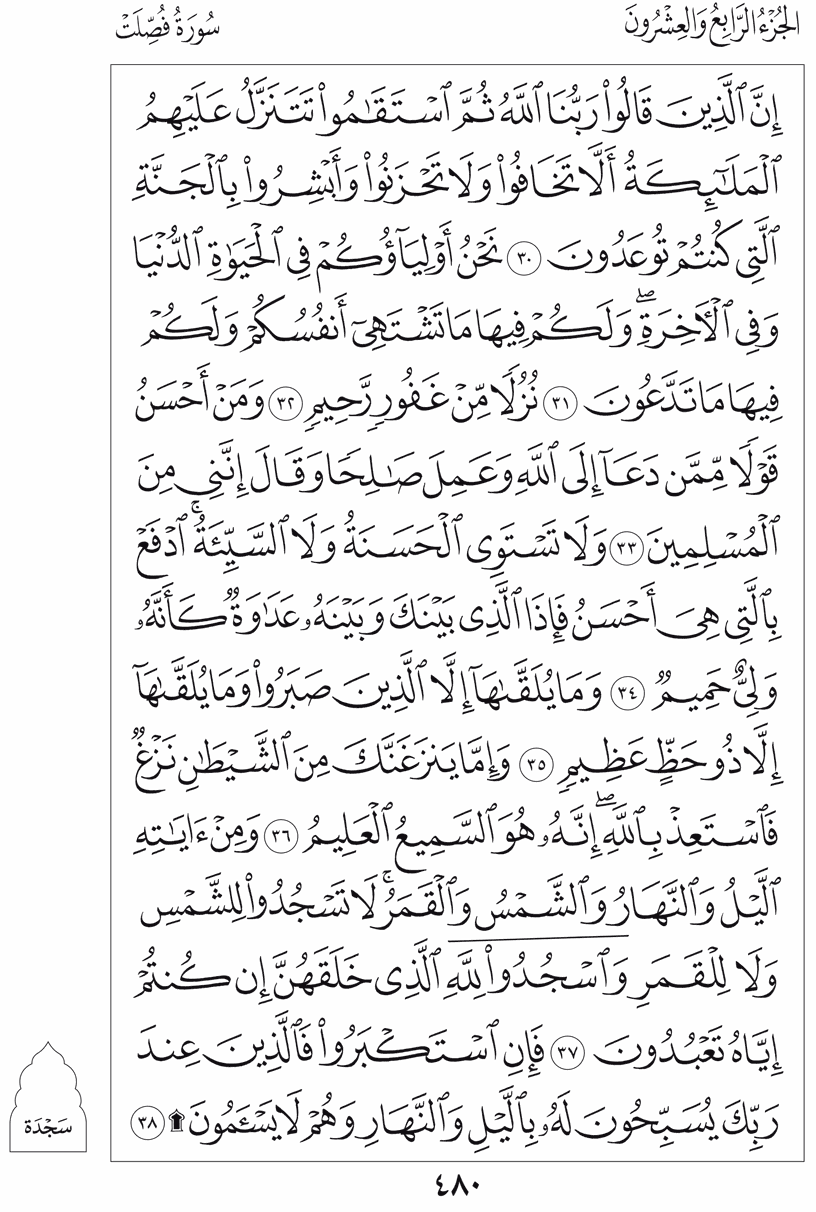 الجُزْءُ الرَّابِعُ وَالعِشْرُونَ
سُورَةُ فُصِّلَتْ
إِنَّ ٱلَّذِينَ قَالُوا۟ رَبُّنَا ٱللَّهُ ثُمَّ ٱسْتَقَـٰمُوا۟ تَتَنَزَّلُ عَلَيْهِمُ
ٱلْمَلَـٰٓئِكَةُ أَلَّا تَخَافُوا۟ وَلَا تَحْزَنُوا۟ وَأَبْشِرُوا۟ بِٱلْجَنَّةِ
ٱلَّتِى كُنتُمْ تُوعَدُونَ ٣٠ نَحْنُ أَوْلِيَآؤُكُمْ فِى ٱلْحَيَوٰةِ ٱلدُّنْيَا
وَفِى ٱلْـَٔاخِرَةِ ۖ وَلَكُمْ فِيهَا مَا تَشْتَهِىٓ أَنفُسُكُمْ وَلَكُمْ
فِيهَا مَا تَدَّعُونَ ٣١ نُزُلًا مِّنْ غَفُورٍ رَّحِيمٍ ٣٢ وَمَنْ أَحْسَنُ
قَوْلًا مِّمَّن دَعَآ إِلَى ٱللَّهِ وَعَمِلَ صَـٰلِحًا وَقَالَ إِنَّنِى مِنَ
ٱلْمُسْلِمِينَ ٣٣ وَلَا تَسْتَوِى ٱلْحَسَنَةُ وَلَا ٱلسَّيِّئَةُ ۚ ٱدْفَعْ
بِٱلَّتِى هِىَ أَحْسَنُ فَإِذَا ٱلَّذِى بَيْنَكَ وَبَيْنَهُۥ عَدَٰوَةٌ كَأَنَّهُۥ
وَلِىٌّ حَمِيمٌ ٣٤ وَمَا يُلَقَّىٰهَآ إِلَّا ٱلَّذِينَ صَبَرُوا۟ وَمَا يُلَقَّىٰهَآ
إِلَّا ذُو حَظٍّ عَظِيمٍ ٣٥ وَإِمَّا يَنزَغَنَّكَ مِنَ ٱلشَّيْطَـٰنِ نَزْغٌ
فَٱسْتَعِذْ بِٱللَّهِ ۖ إِنَّهُۥ هُوَ ٱلسَّمِيعُ ٱلْعَلِيمُ ٣٦ وَمِنْ ءَايَـٰتِهِ
ٱلَّيْلُ وَٱلنَّهَارُ وَٱلشَّمْسُ وَٱلْقَمَرُ ۚ لَا تَسْجُدُوا۟ لِلشَّمْسِ
وَلَا لِلْقَمَرِ وَٱسْجُدُوا۟ لِلَّهِ ٱلَّذِى خَلَقَهُنَّ إِن كُنتُمْ
إِيَّاهُ تَعْبُدُونَ ٣٧ فَإِنِ ٱسْتَكْبَرُوا۟ فَٱلَّذِينَ عِندَ
رَبِّكَ يُسَبِّحُونَ لَهُۥ بِٱلَّيْلِ وَٱلنَّهَارِ وَهُمْ لَا يَسْـَٔمُونَ ۩ ٣٨
سَجْدَة
٤٨٠